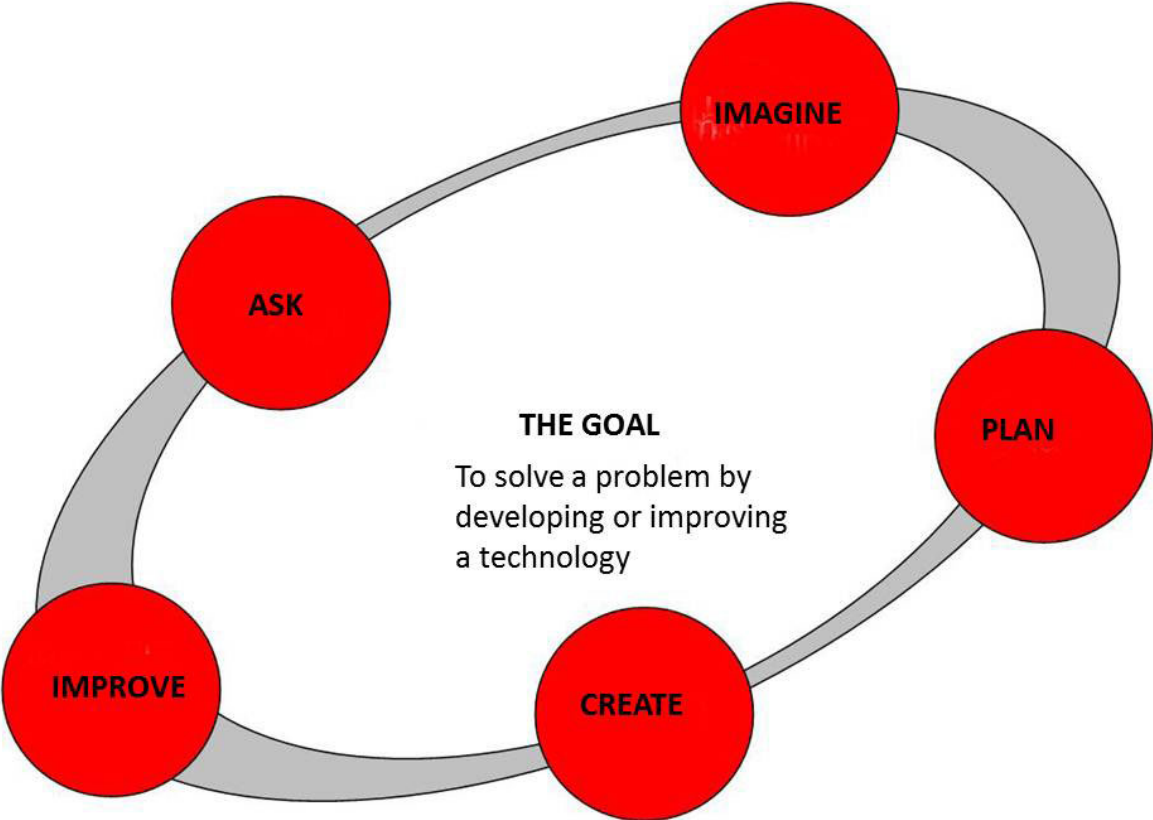 IMAGINE
ASK
PLAN
THE GOAL
To solve a problem by
developing or improving
a technology
IMPROVE
CREATE